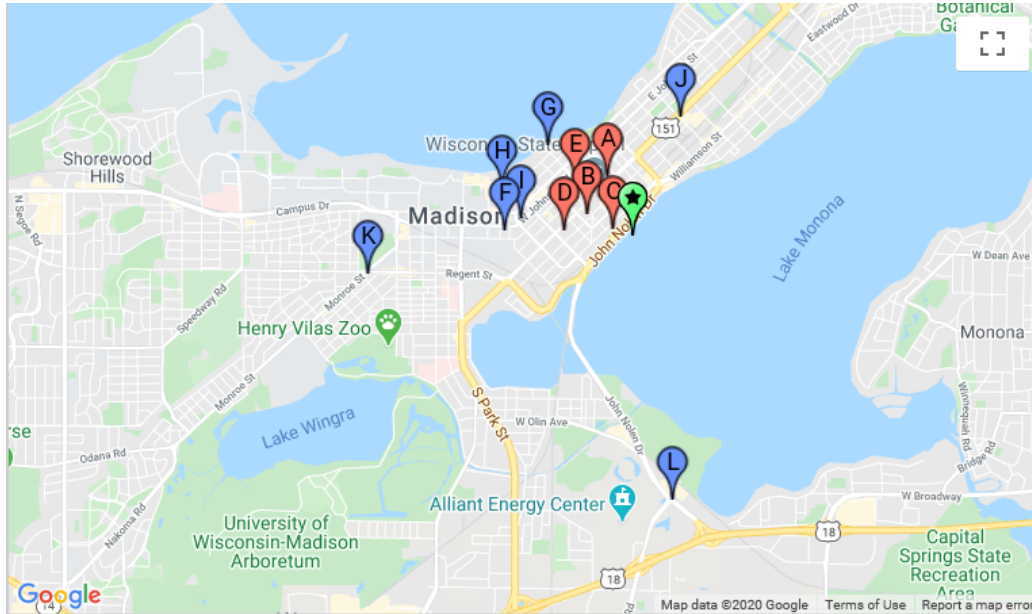 Botanical
Ga
Eastwood Dr
E Johnson St
J
151
G
Wisconsin State
l
E
A
Williamson St
H
I
B
C
D
F
W John
Shorewood
Hills
N Segoe Rd
Campus Dr
Madison
John Nolen Dr
Lake Monona
W Dean Ave
K
Regent St
Monroe St
Speedway Rd
Henry Vilas Zoo
Monona
Monroe St
S Park St
Lake Wingra
W Olin Ave
John Nolen Dr
Winnequah Rd
rse
Odana Rd
Bridge Rd
L
Alliant Energy Center
W Broadway
Nakoma Rd
University of
Wisconsin-Madison
Arboretum
18
Capital
Springs State
Recreation
Area
18
14
Google
Map data ©2020 Google
Terms of Use
Report a map erro